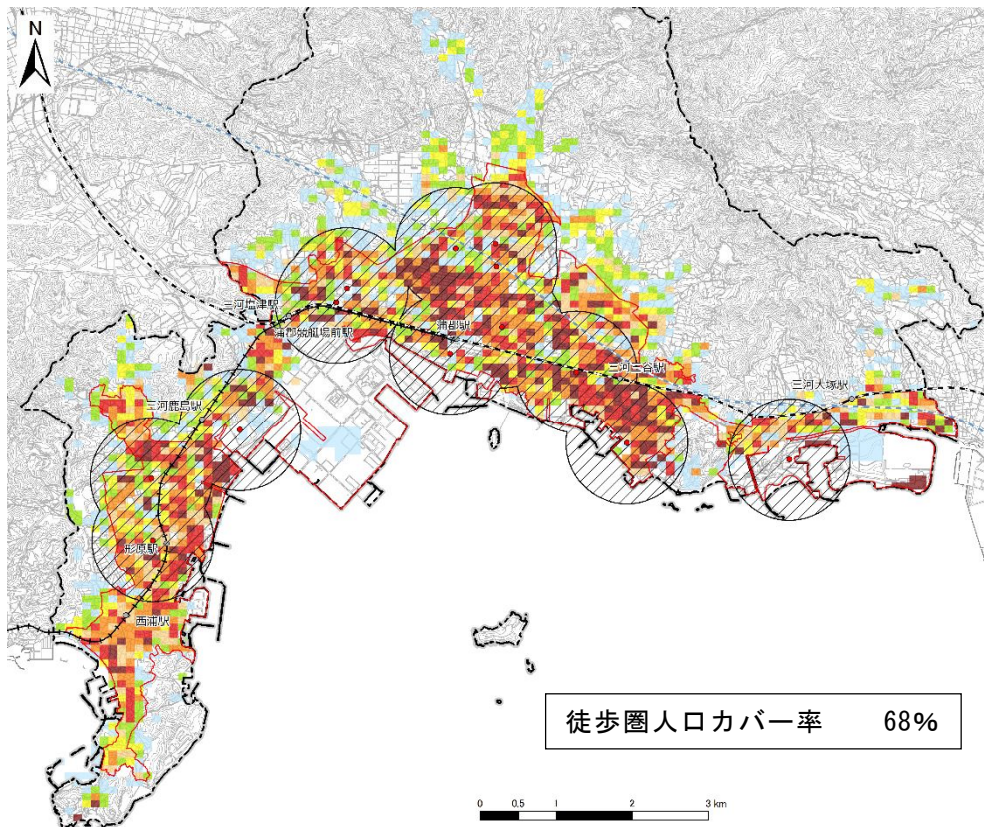 N
三河塩津駅
蒲郡競艇場前駅
蒲郡駅
三河三谷駅
三河大塚駅
三河鹿島駅
形原駅
西浦駅
徒歩圏人口カバー率 68%
0 0.5 1 2 3 km